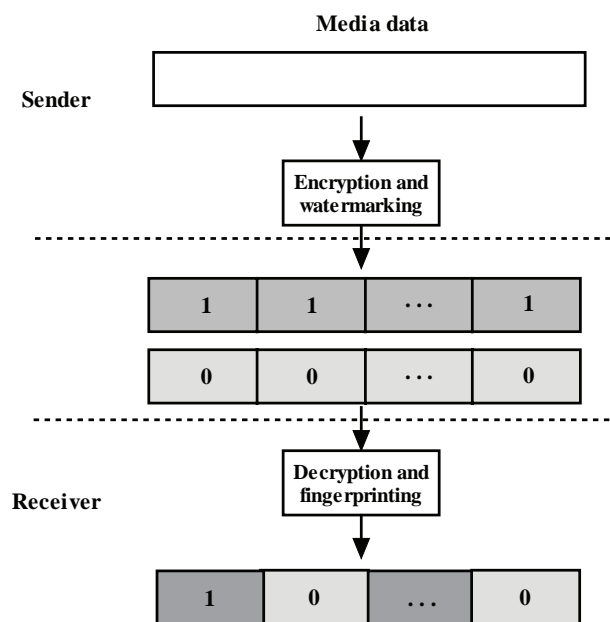 Media data
Sender
Encryption and
watermarking
1 1 ... 1
0 0 ... 0
Decryption and
fingerprinting
Receiver
1 0 ... 0